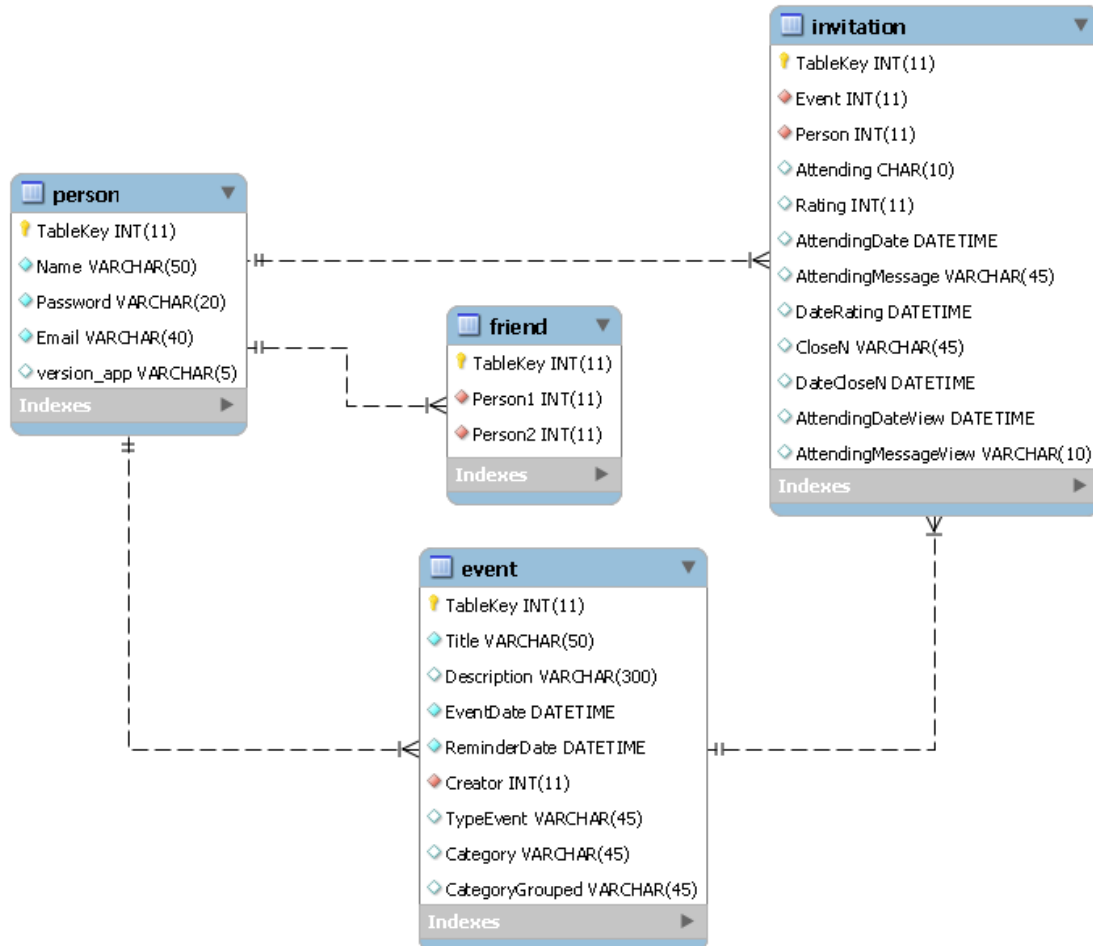 invitation
TableKey INT(11)
Event INT(11)
Person INT(11)
Attending CHAR(10)
Rating INT(11)
AttendingDate DATETIME
AttendingMessage VARCHAR(45)
DateRating DATETIME
CloseN VARCHAR(45)
DateCloseN DATETIME
AttendingDateView DATETIME
AttendingMessageView VARCHAR(10)
Indexes
person
TableKey INT(11)
Name VARCHAR(50)
Password VARCHAR(20)
Email VARCHAR(40)
version_app VARCHAR(5)
Indexes
friend
TableKey INT(11)
Person1 INT(11)
Person2 INT(11)
Indexes
event
TableKey INT(11)
Title VARCHAR(50)
Description VARCHAR(300)
EventDate DATETIME
ReminderDate DATETIME
Creator INT(11)
TypeEvent VARCHAR(45)
Category VARCHAR(45)
CategoryGrouped VARCHAR(45)
Indexes